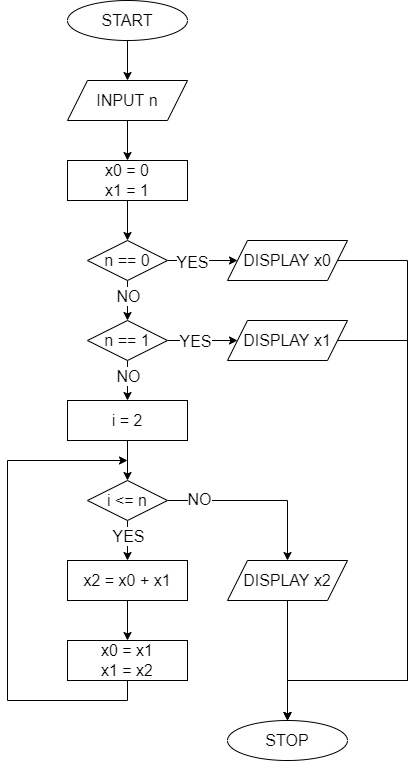 START
INPUT n
x0 = 0
x1 = 1
n == 0
YES
DISPLAY x0
NO
n == 1
YES
DISPLAY x1
NO
i = 2
i <= n
NO
YES
x2 = x0 + x1
DISPLAY x2
x0 = x1
x1 = x2
STOP